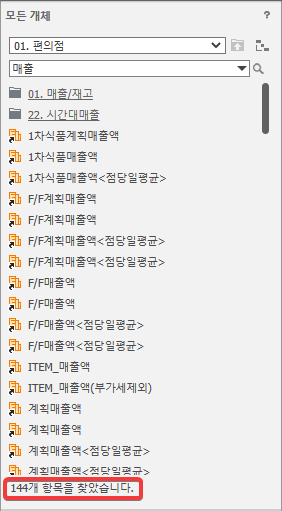 모든 개체 ?
01. 편의점
매출
01. 매출/재고
22. 시간대매출
1차식품계획매출액
1차식품매출액
1차식품매출액<점당일평균>
F/F계획매출액
F/F계획매출액
F/F계획매출액<점당일평균>
F/F계획매출액<점당일평균>
F/F매출액
F/F매출액
F/F매출액<점당일평균>
F/F매출액<점당일평균>
ITEM_매출액
ITEM_매출액(부가세제외)
계획매출액
계획매출액
계획매출액<점당일평균>
계획매출액<점당일평균>
144개 항목을 찾았습니다.